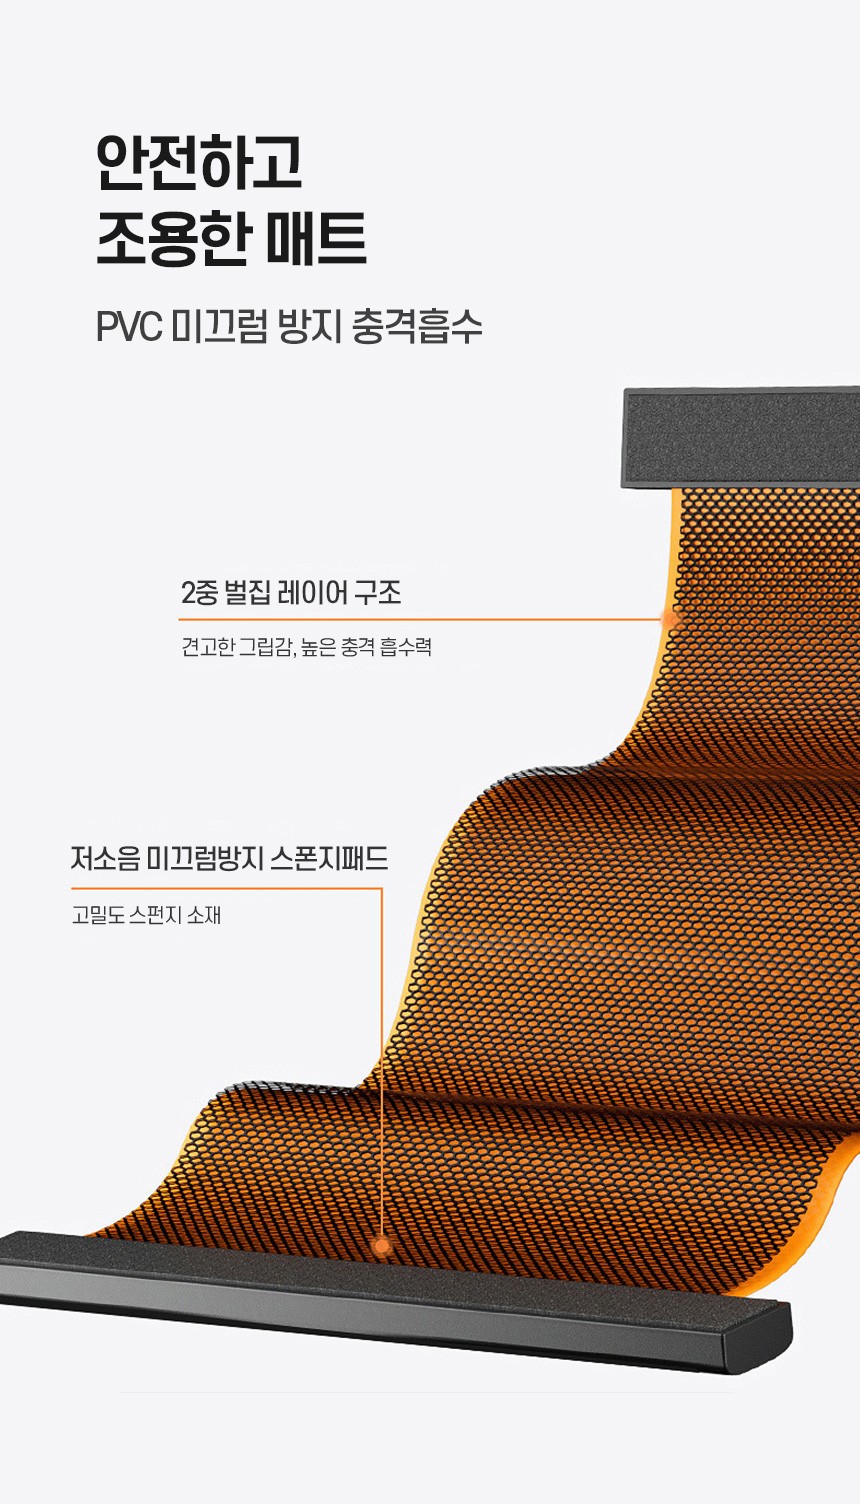 안전하고
조용한 매트
PVC 미끄럼 방지 충격흡수
2중 벌집 레이어 구조
견고한 그립감, 높은 충격 흡수력
저소음 미끄럼방지 스폰지패드
고밀도 스펀지 소재